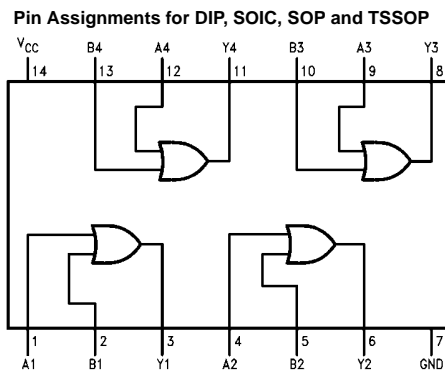 Pin Assignments for DIP, SOIC, SOP and TSSOP
VCC B4 A4 Y4 B3 A3 Y3
14 13 12 11 10 9 8
1 2 3 4 5 6 7
A1 B1 Y1 A2 B2 Y2 GND